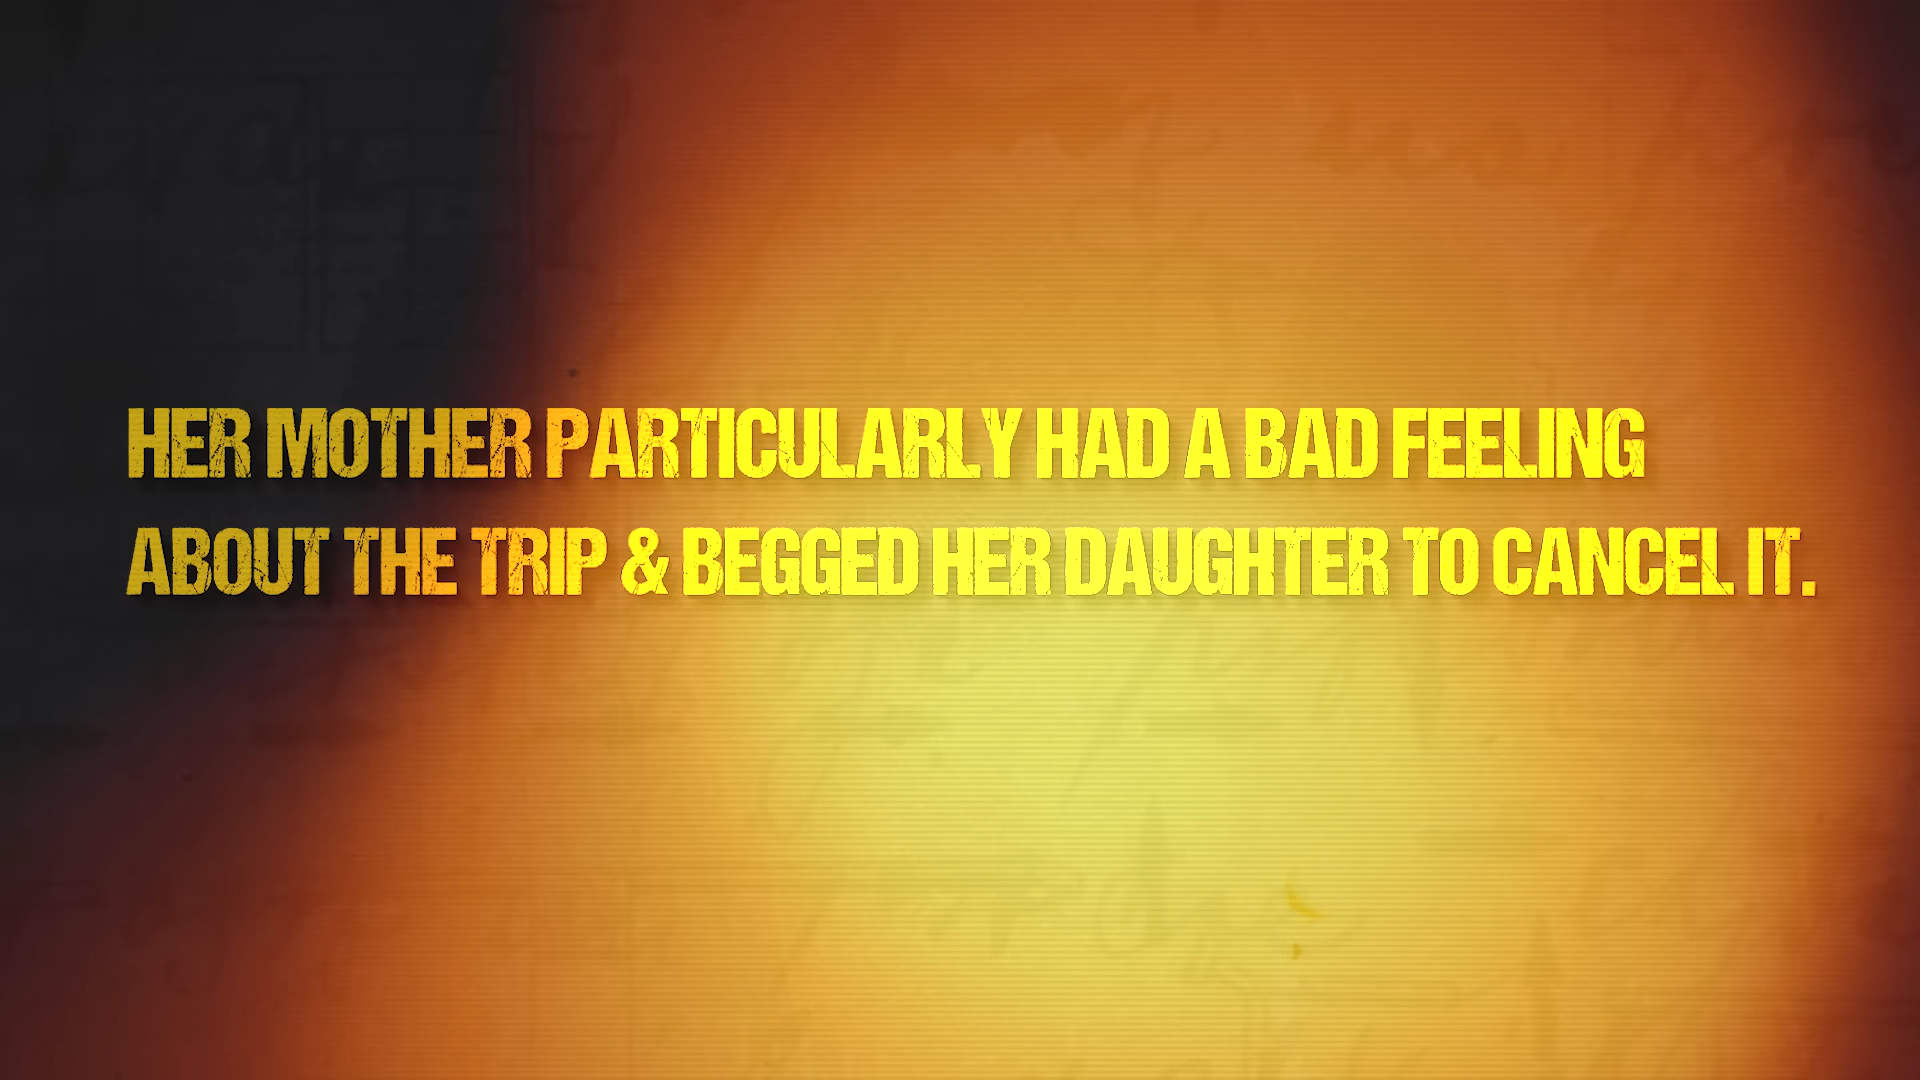 HER MOTHER PARTICULARLY HAD A BAD FEELING
ABOUT THE TRIP & BEGGED HER DAUGHTER TO CANCEL IT.